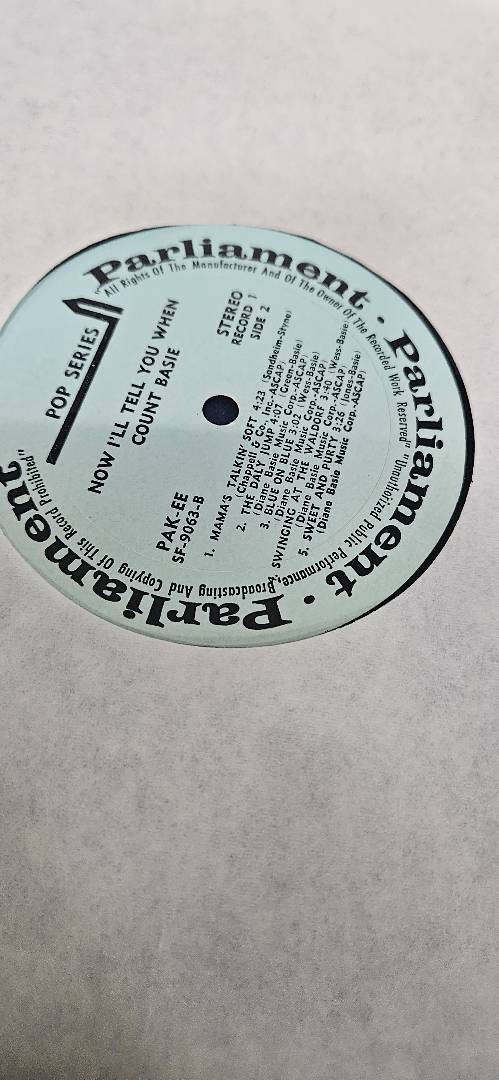 Parliament · Parliament · Parliament Parliament
"All Rights Of The Manufacturer And Of The Owner Of The Recorded Work Reserved" "Unauthorized Public Performance, Broadcasting And Copying Of This Record Prohibited"
POP SERIES
NOW I'LL TELL YOU WHEN
COUNT BASIE
STEREO
RECORD 1
SIDE 2
PAK-EE
SF-9063-B
1. MAMA'S TALKIN' SOFT 4:23 (Sondheim-Styne)
(Chappell & Co., Inc.-ASCAP)
2. THE DAILY JUMP 4:07 (Green-Basie)
(Diane Basie Music Corp.-ASCAP)
3. BLUE ON BLUE 3:02 (Wess-Basie)
(Diane Basie Music Corp.-ASCAP)
SWINGING AT THE WALDORF 3:40 (Wess-Basie)
(Diane Basie Music Corp.-ASCAP)
5. SWEET AND PURTY 3:26 (Jones-Basie)
(Diane Basie Music Corp.-ASCAP)